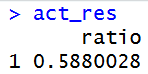 > act_res
ratio
1 0.5880028